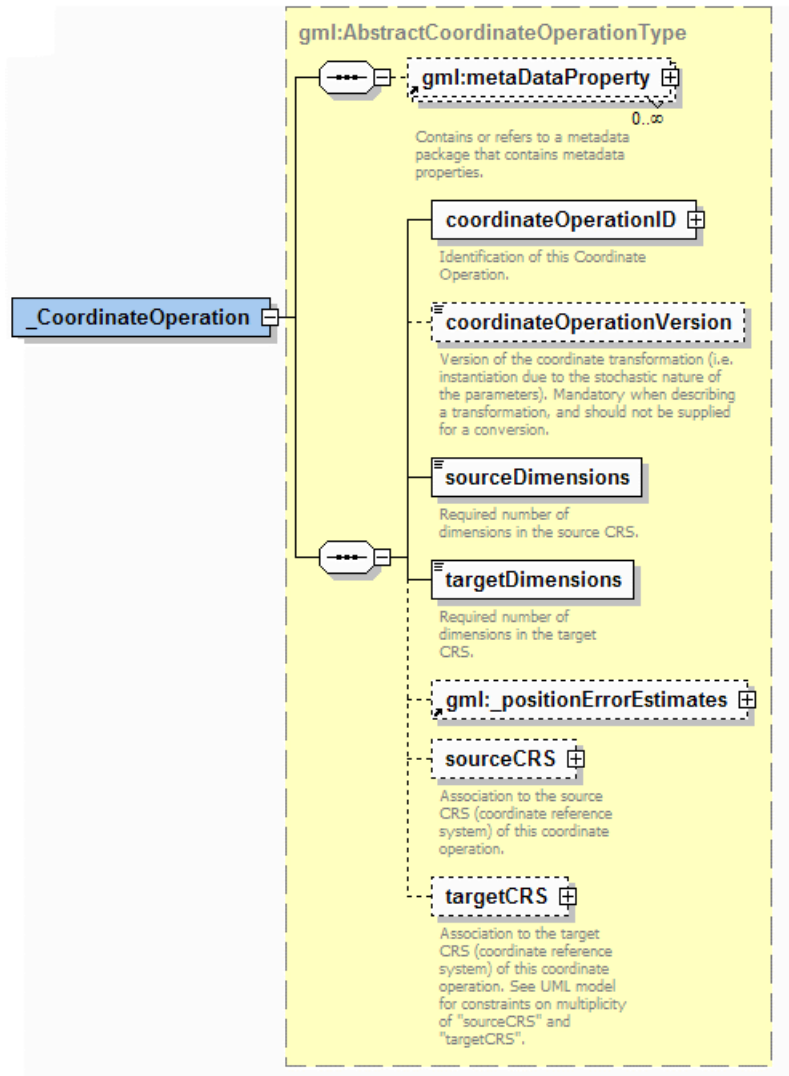 gml:AbstractCoordinateOperationType
gml:metaDataProperty
0..∞
Contains or refers to a metadata
package that contains metadata
properties.
coordinateOperationID
Identification of this Coordinate
Operation.
_CoordinateOperation
coordinateOperationVersion
Version of the coordinate transformation (i.e.
instantiation due to the stochastic nature of
the parameters). Mandatory when describing
a transformation, and should not be supplied
for a conversion.
sourceDimensions
Required number of
dimensions in the source CRS.
targetDimensions
Required number of
dimensions in the target
CRS.
gml:_positionErrorEstimates
sourceCRS
Association to the source
CRS (coordinate reference
system) of this coordinate
operation.
targetCRS
Association to the target
CRS (coordinate reference
system) of this coordinate
operation. See UML model
for constraints on multiplicity
of "sourceCRS" and
"targetCRS".